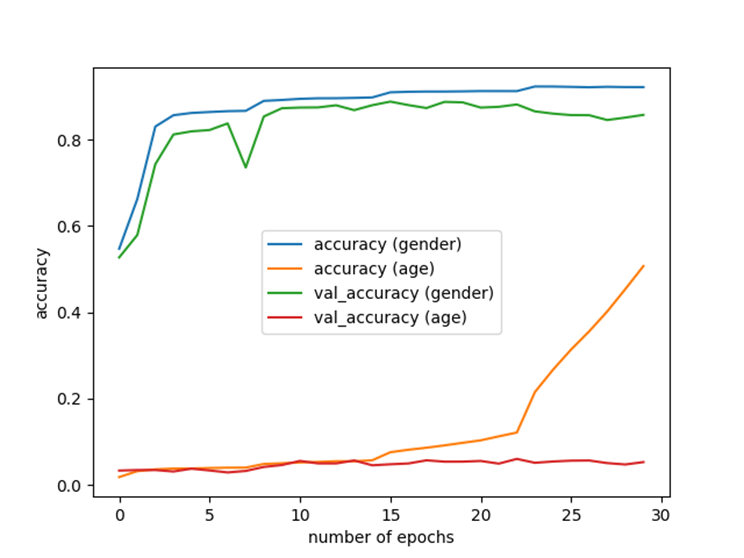 0.8
0.6
0.4
0.2
0.0
accuracy
accuracy (gender)
accuracy (age)
val_accuracy (gender)
val_accuracy (age)
0 5 10 15 20 25 30
number of epochs